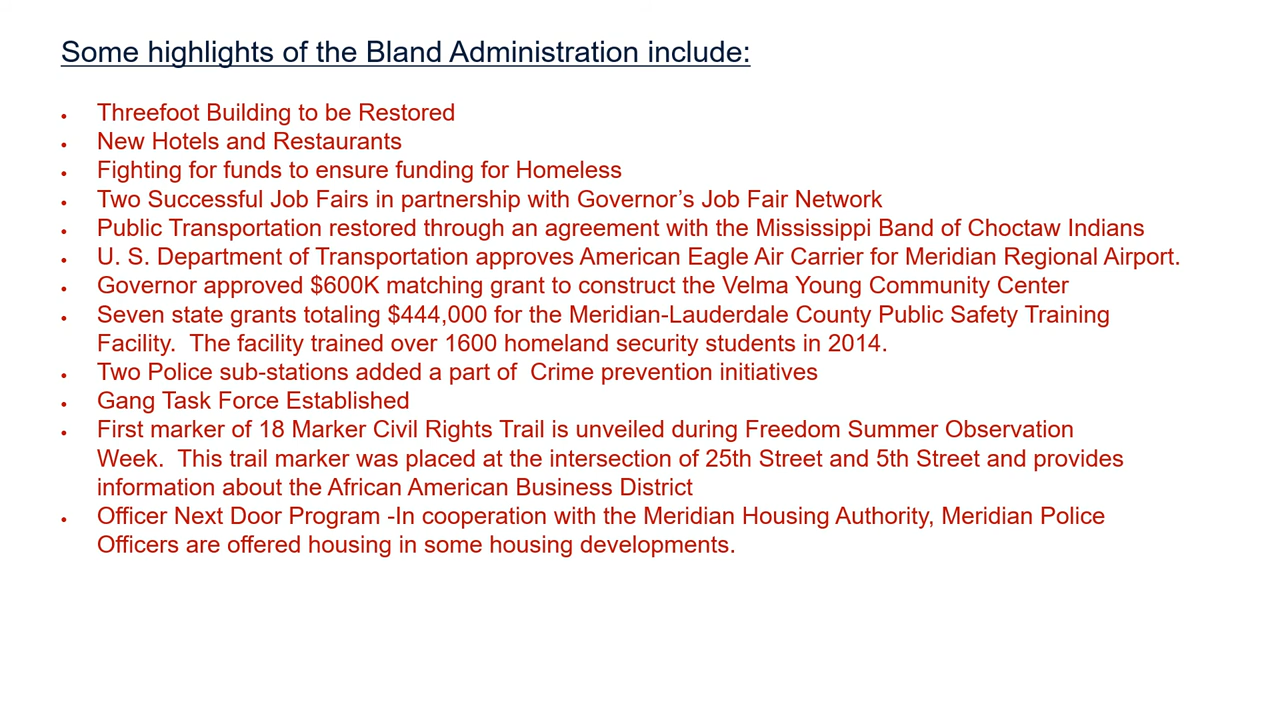 Some highlights of the Bland Administration include:
• Threefoot Building to be Restored
• New Hotels and Restaurants
• Fighting for funds to ensure funding for Homeless
• Two Successful Job Fairs in partnership with Governor’s Job Fair Network
• Public Transportation restored through an agreement with the Mississippi Band of Choctaw Indians
• U. S. Department of Transportation approves American Eagle Air Carrier for Meridian Regional Airport.
• Governor approved $600K matching grant to construct the Velma Young Community Center
• Seven state grants totaling $444,000 for the Meridian-Lauderdale County Public Safety Training
Facility.  The facility trained over 1600 homeland security students in 2014.
• Two Police sub-stations added a part of  Crime prevention initiatives
• Gang Task Force Established
• First marker of 18 Marker Civil Rights Trail is unveiled during Freedom Summer Observation
Week.  This trail marker was placed at the intersection of 25th Street and 5th Street and provides
information about the African American Business District
• Officer Next Door Program -In cooperation with the Meridian Housing Authority, Meridian Police
Officers are offered housing in some housing developments.